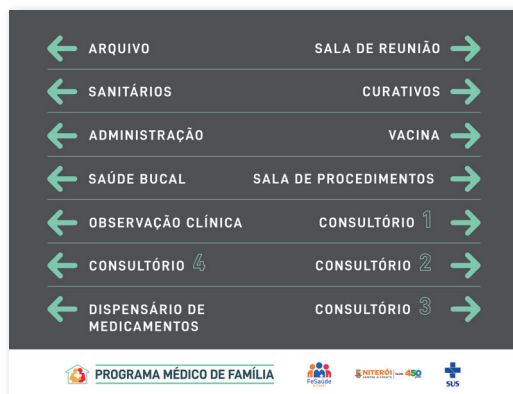 ARQUIVO
SALA DE REUNIÃO
SANITÁRIOS
CURATIVOS
ADMINISTRAÇÃO
VACINA
SAÚDE BUCAL
SALA DE PROCEDIMENTOS
OBSERVAÇÃO CLÍNICA
CONSULTÓRIO 1
CONSULTÓRIO 4
CONSULTÓRIO 2
DISPENSÁRIO DE
MEDICAMENTOS
CONSULTÓRIO 3
PROGRAMA MÉDICO DE FAMÍLIA
FeSaúde
NITERÓI
450
SUS